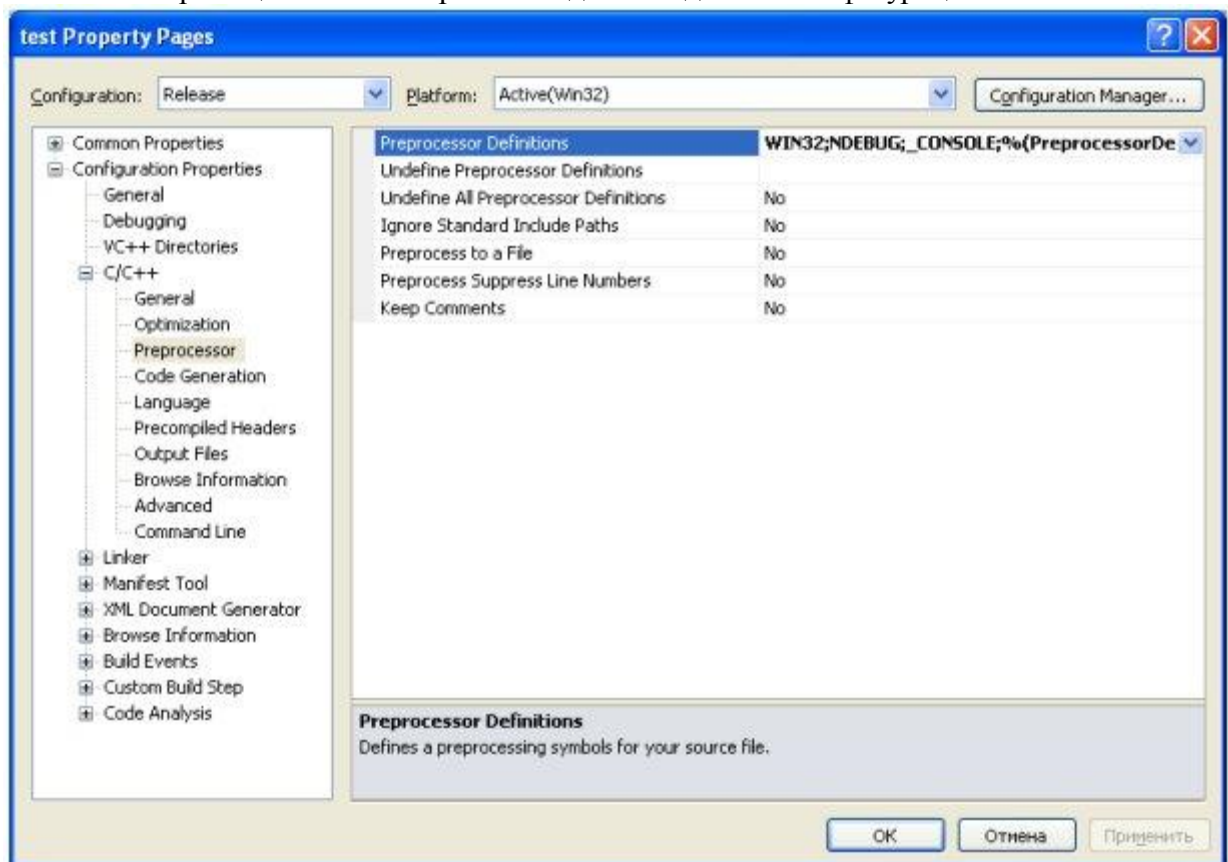 test Property Pages
Configuration: Release Platform: Active(Win32) Configuration Manager...
Common Properties
Configuration Properties
General
Debugging
VC++ Directories
C/C++
General
Optimization
Preprocessor
Code Generation
Language
Precompiled Headers
Output Files
Browse Information
Advanced
Command Line
Linker
Manifest Tool
XML Document Generator
Browse Information
Build Events
Custom Build Step
Code Analysis
Preprocessor Definitions WIN32;NDEBUG;_CONSOLE;%(PreprocessorDe
Undefine Preprocessor Definitions
Undefine All Preprocessor Definitions No
Ignore Standard Include Paths No
Preprocess to a File No
Preprocess Suppress Line Numbers No
Keep Comments No
Preprocessor Definitions
Defines a preprocessing symbols for your source file.
OK Отмена Применить